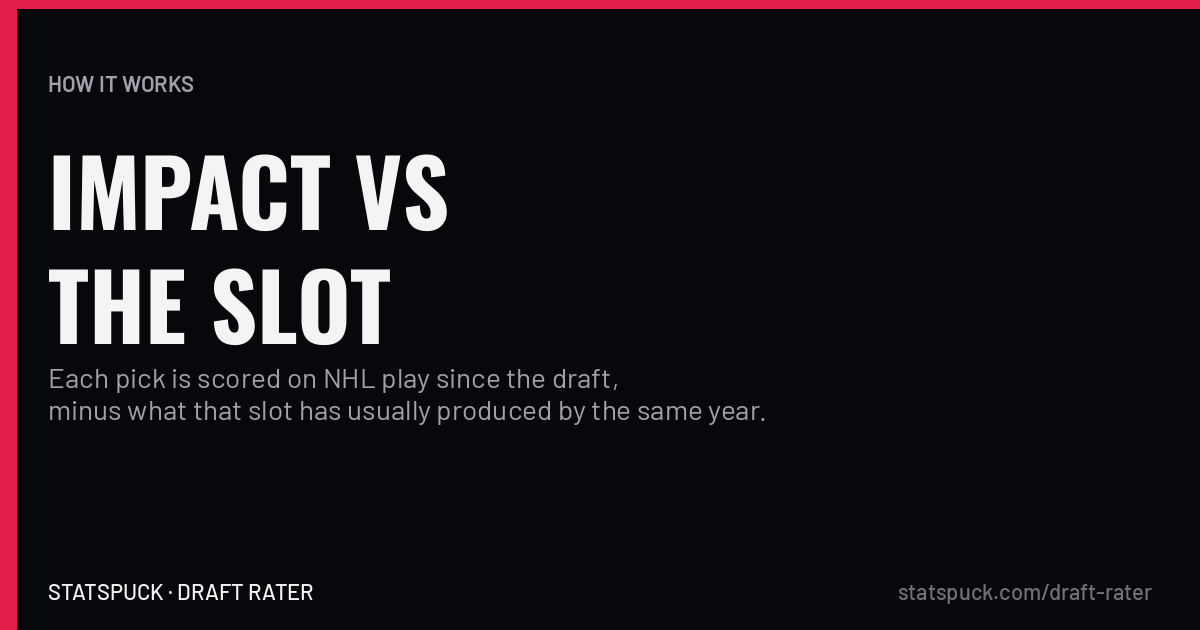 HOW IT WORKS
IMPACT VS
THE SLOT
Each pick is scored on NHL play since the draft,
minus what that slot has usually produced by the same year.
STATSPUCK · DRAFT RATER
statspuck.com/draft-rater